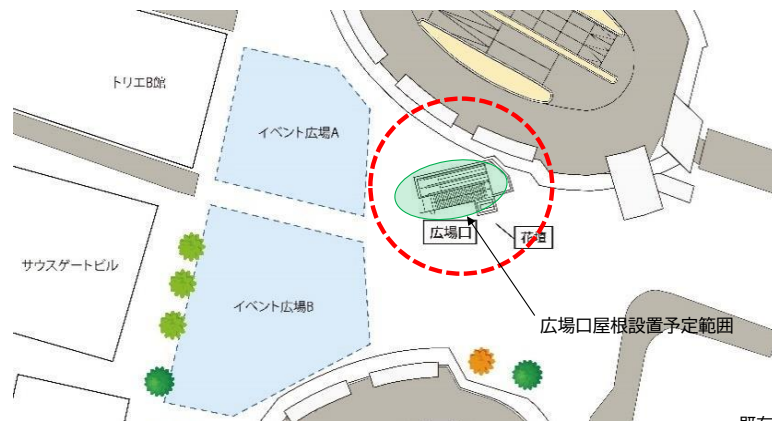 トリエB館
イベント広場A
広場口
花壇
サウスゲートビル
イベント広場B
広場口屋根設置予定範囲